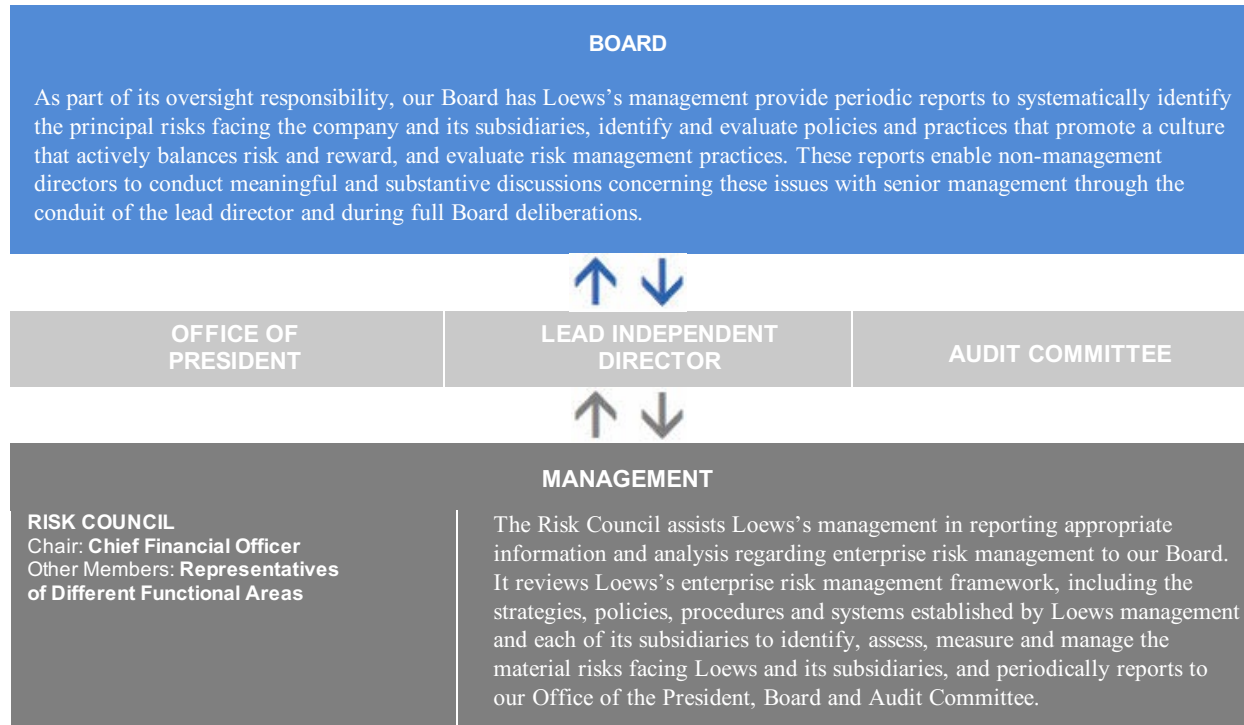 BOARD
As part of its oversight responsibility, our Board has Loews’s management provide periodic reports to systematically identify
the principal risks facing the company and its subsidiaries, identify and evaluate policies and practices that promote a culture
that actively balances risk and reward, and evaluate risk management practices. These reports enable non-management
directors to conduct meaningful and substantive discussions concerning these issues with senior management through the
conduit of the lead director and during full Board deliberations.
OFFICE OF
PRESIDENT
LEAD INDEPENDENT
DIRECTOR
AUDIT COMMITTEE
MANAGEMENT
RISK COUNCIL
Chair: Chief Financial Officer
Other Members: Representatives
of Different Functional Areas
The Risk Council assists Loews’s management in reporting appropriate
information and analysis regarding enterprise risk management to our Board.
It reviews Loews’s enterprise risk management framework, including the
strategies, policies, procedures and systems established by Loews management
and each of its subsidiaries to identify, assess, measure and manage the
material risks facing Loews and its subsidiaries, and periodically reports to
our Office of the President, Board and Audit Committee.